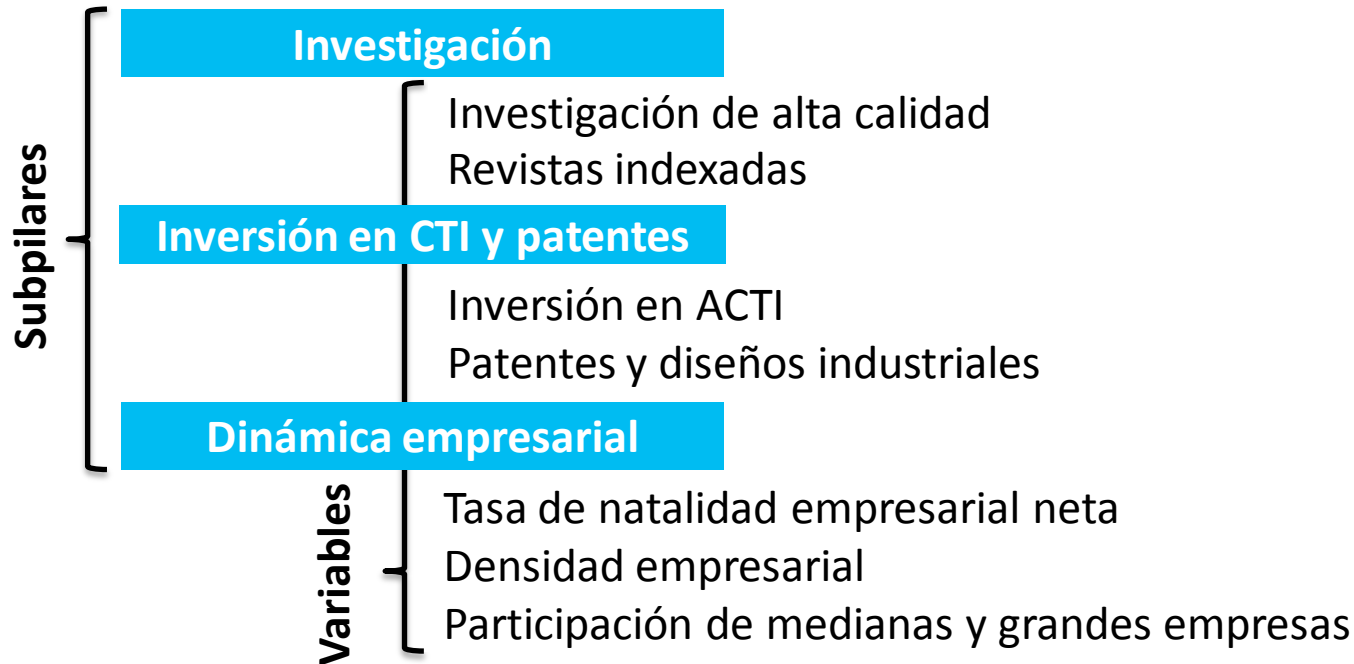 Subpilares
Investigación
Investigación de alta calidad
Revistas indexadas
Inversión en CTI y patentes
Inversión en ACTI
Patentes y diseños industriales
Dinámica empresarial
Variables
Tasa de natalidad empresarial neta
Densidad empresarial
Participación de medianas y grandes empresas